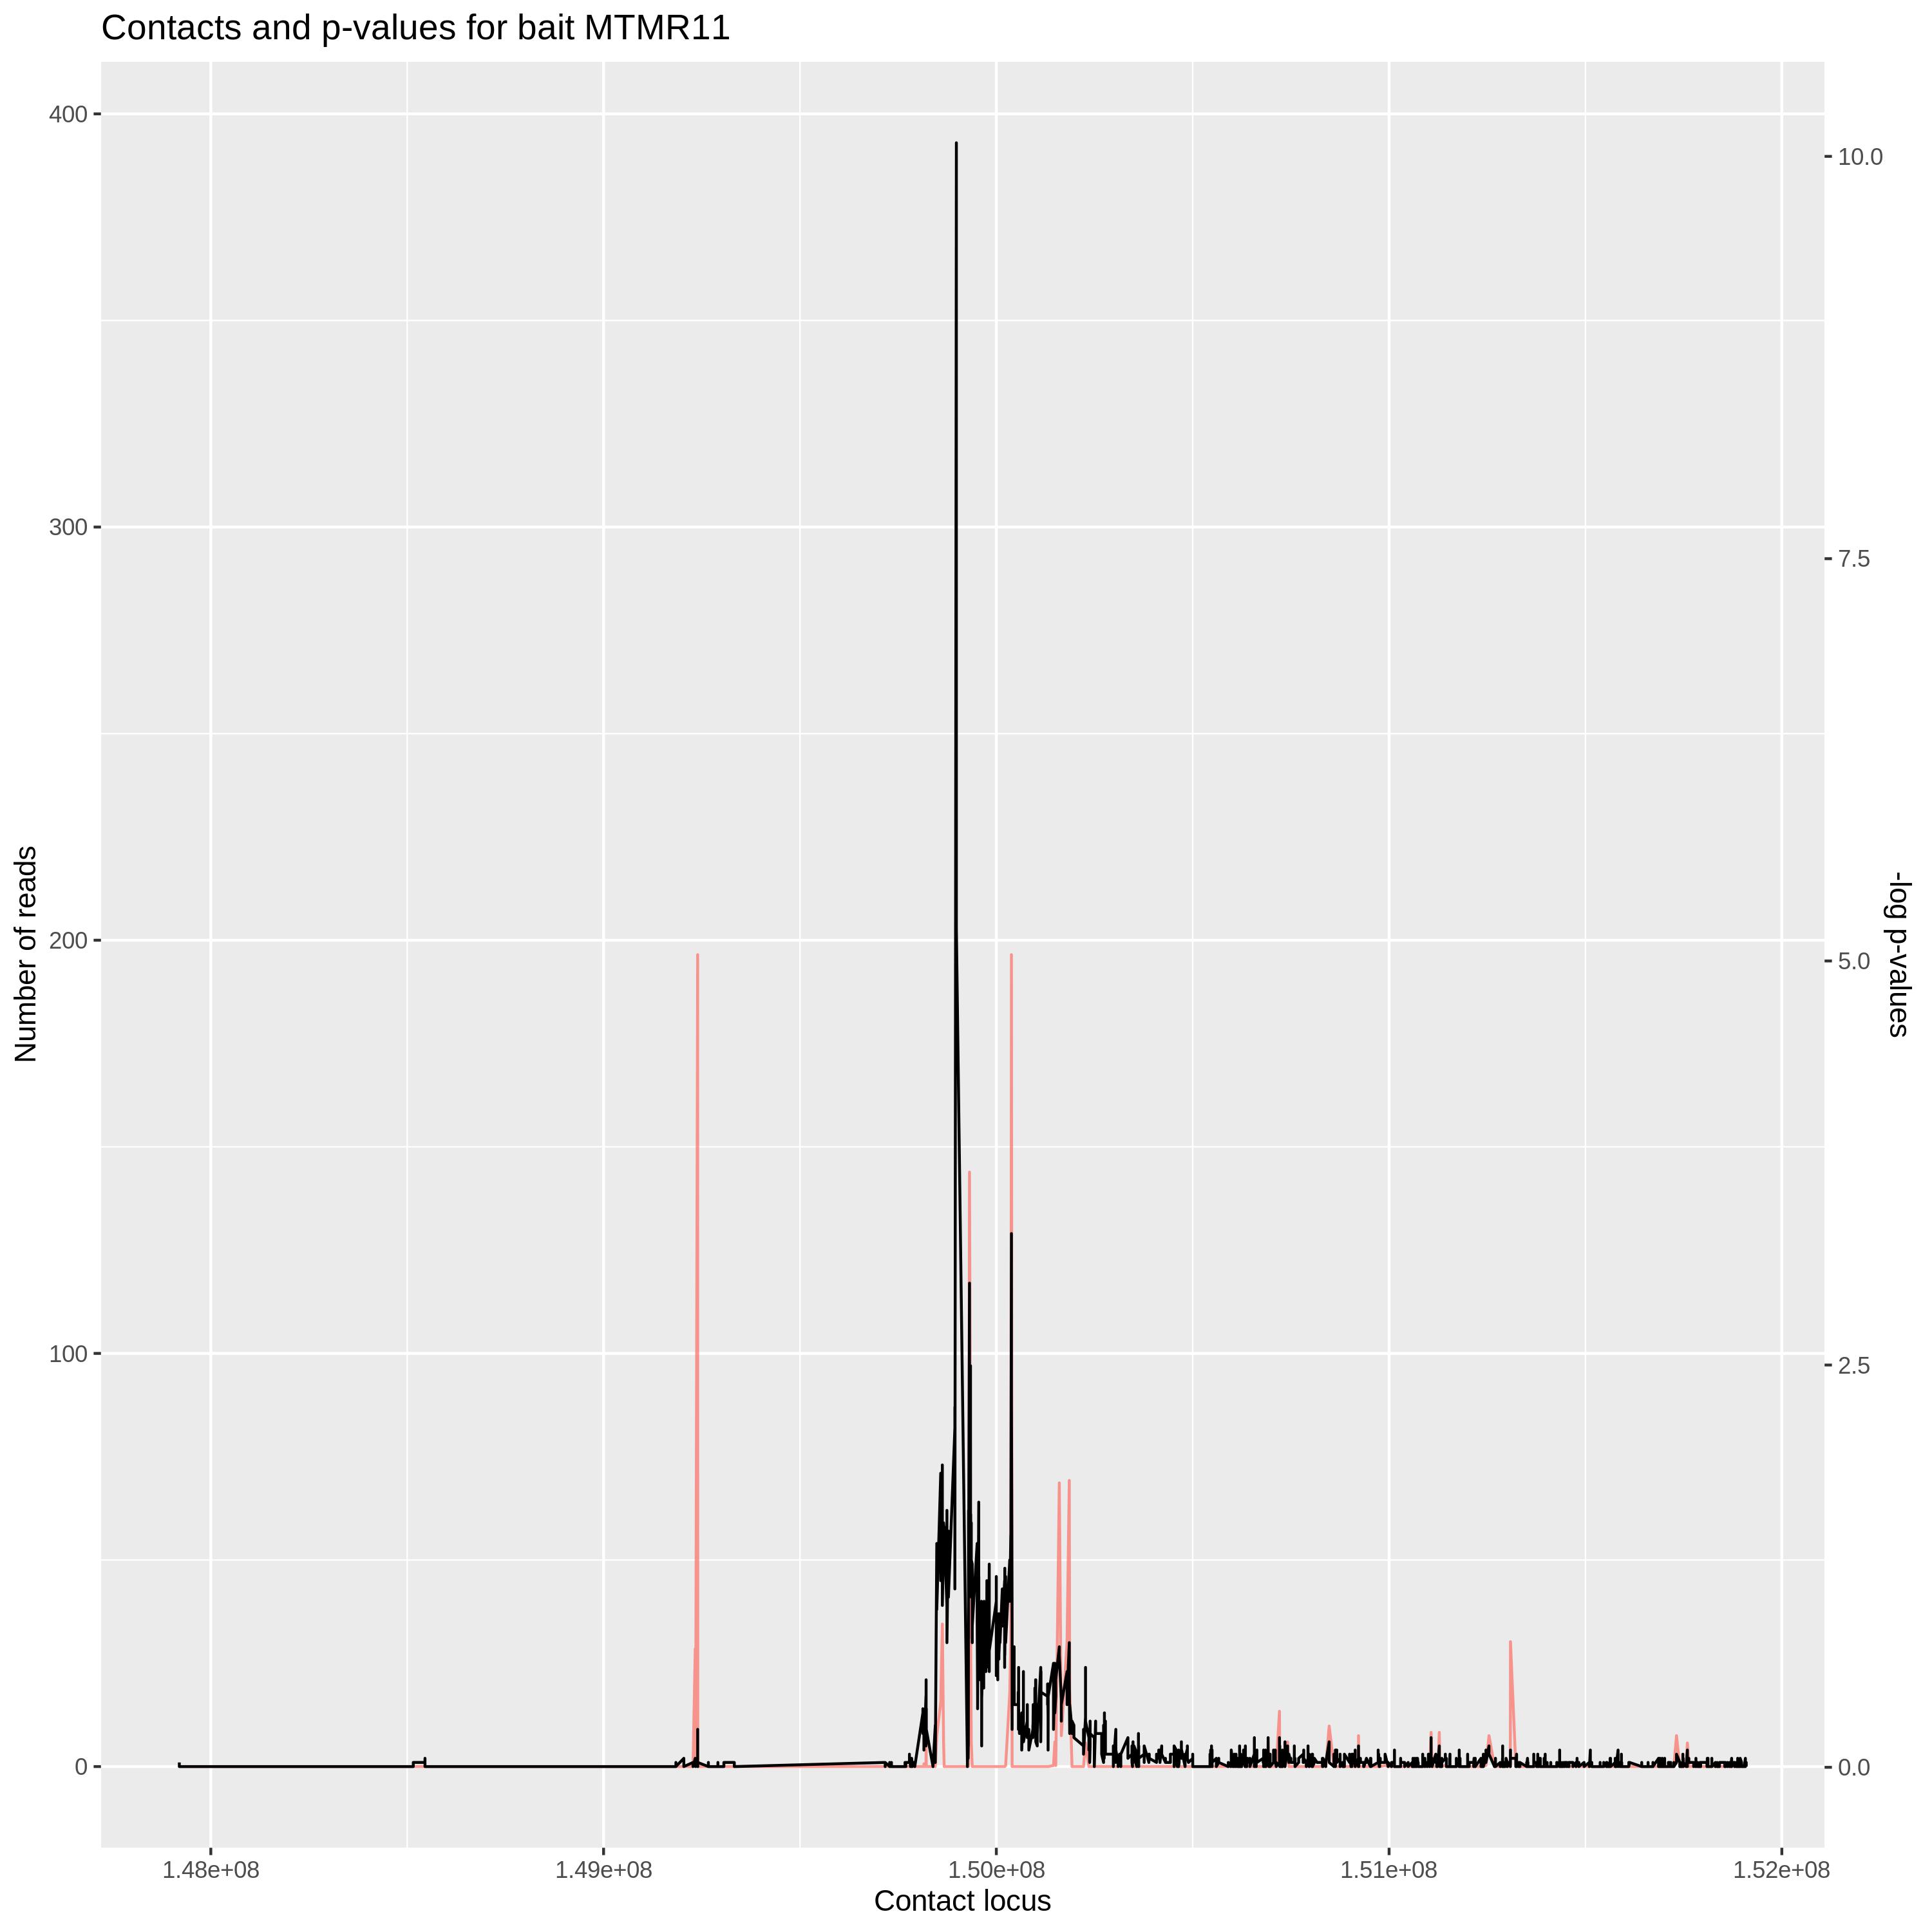 Contacts and p-values for bait MTMR11
400
300
200
100
0
Number of reads
10.0
7.5
5.0
2.5
0.0
-log p-values
1.48e+08
1.49e+08
1.50e+08
1.51e+08
1.52e+08
Contact locus